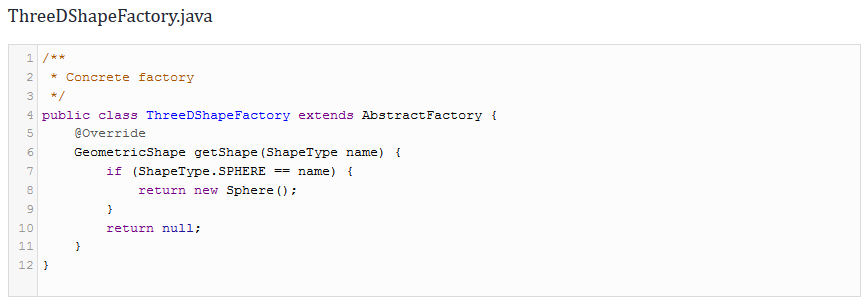 ThreeDShapeFactory.java
1 /**
2  * Concrete factory
3  */
4 public class ThreeDShapeFactory extends AbstractFactory {
5     @Override
6     GeometricShape getShape(ShapeType name) {
7         if (ShapeType.SPHERE == name) {
8             return new Sphere();
9         }
10         return null;
11     }
12 }